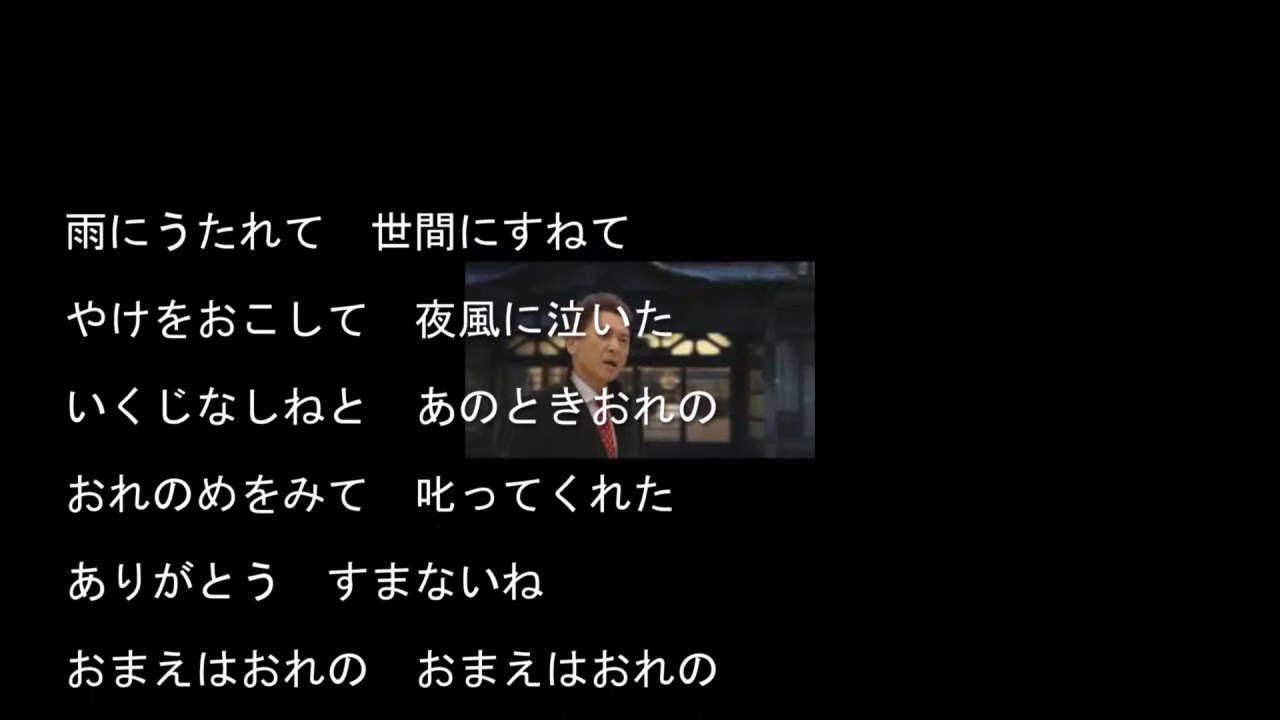 雨にうたれて　世間にすねて
やけをおこして　夜風に泣いた
いくじなしねと　あのときおれの
おれのめをみて　叱ってくれた
ありがとう　すまないね
おまえはおれの　おまえはおれの